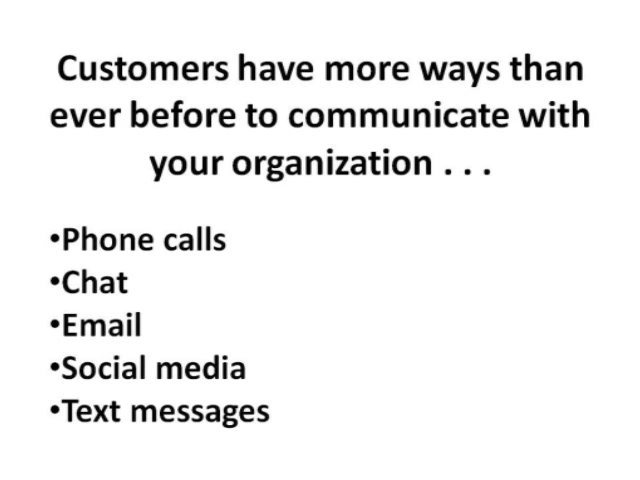 Customers have more ways than
ever before to communicate with
your organization . . .
•Phone calls
•Chat
•Email
•Social media
•Text messages